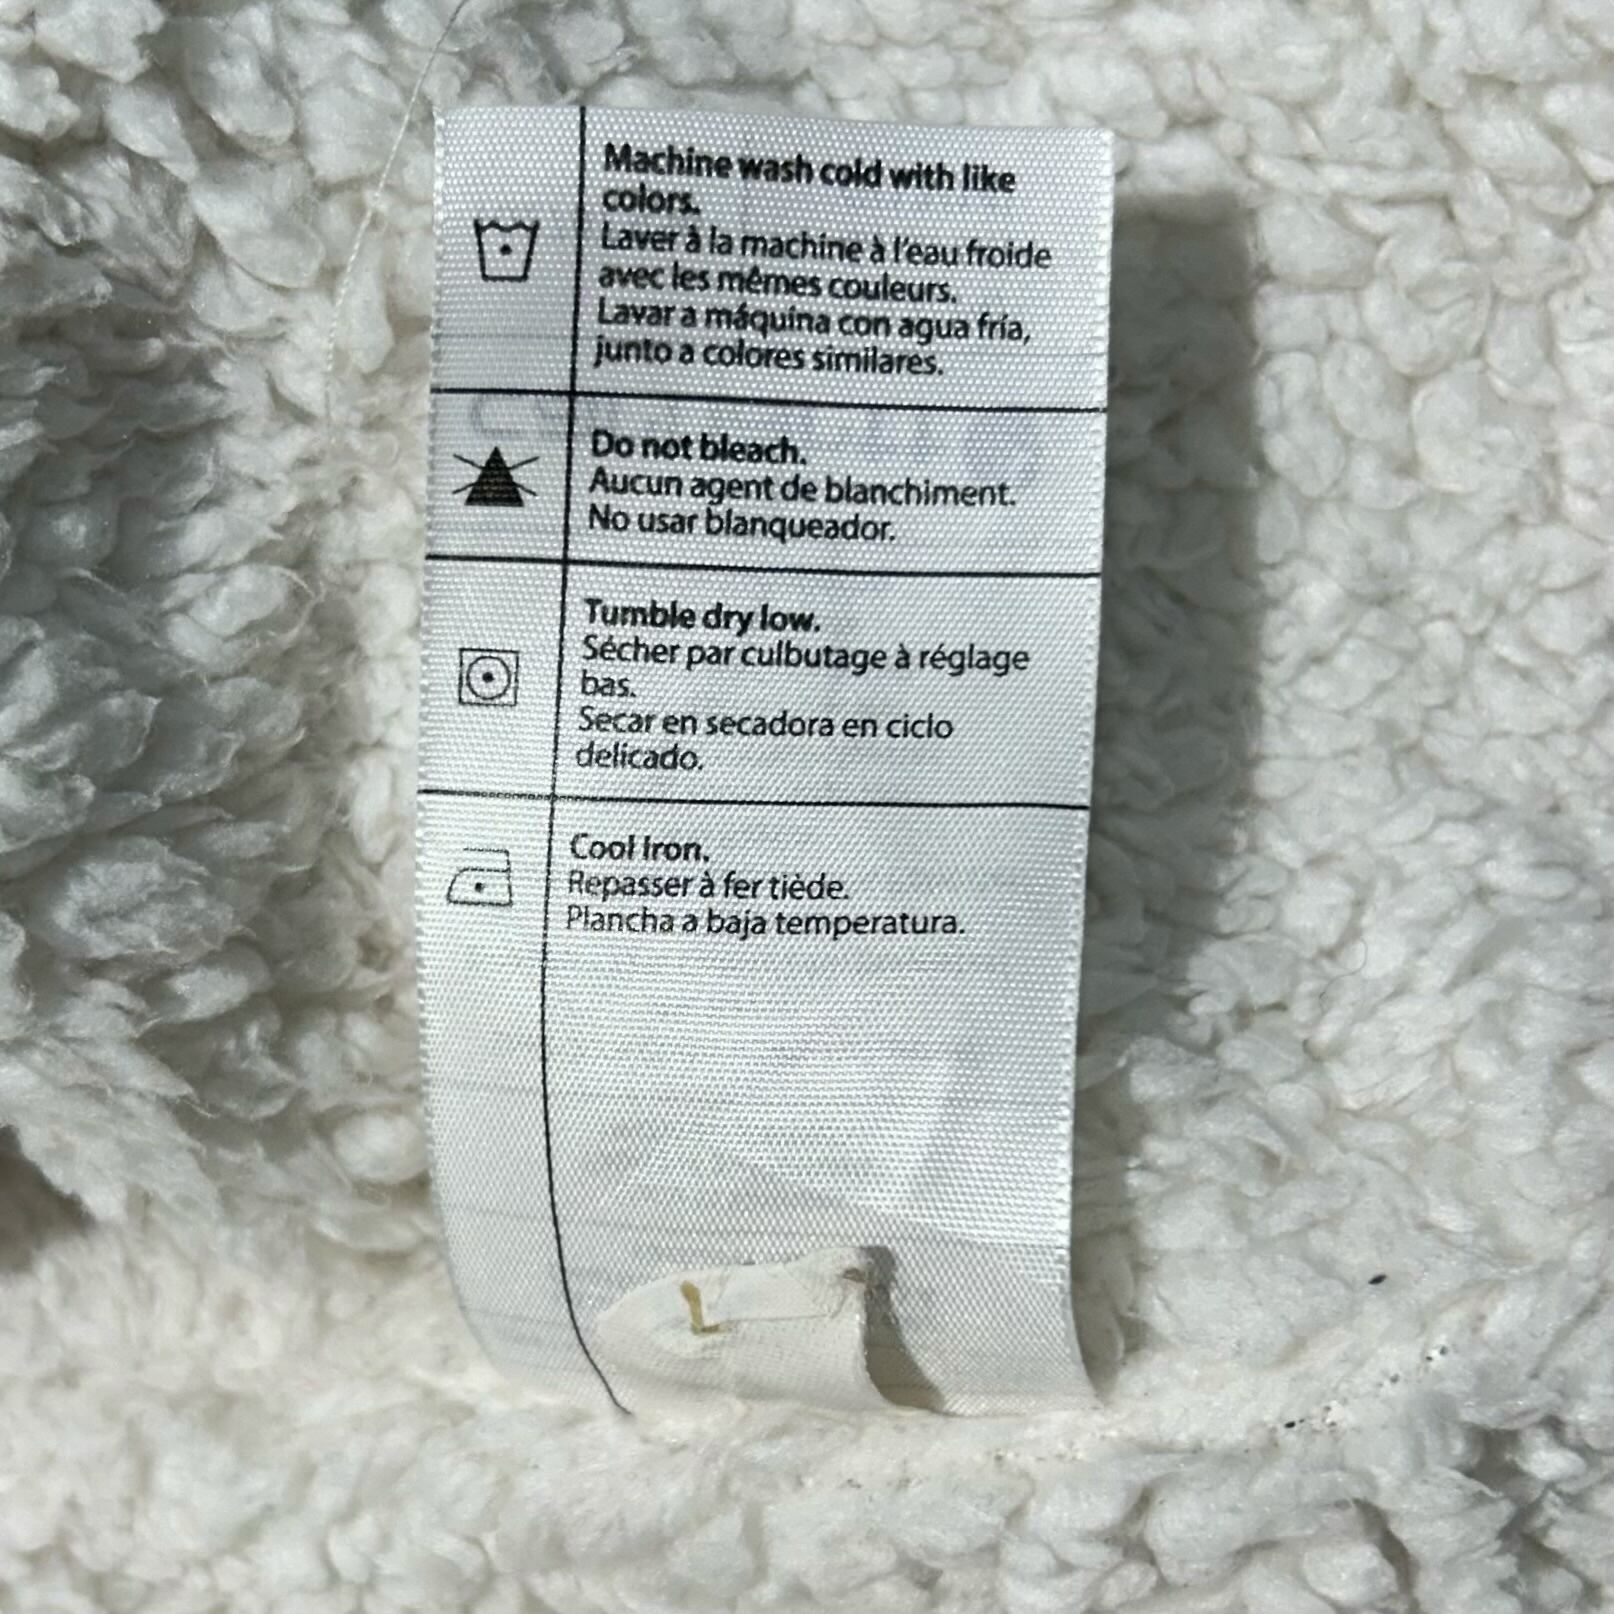 Machine wash cold with like
colors.
Laver à la machine à l'eau froide
avec les mêmes couleurs.
Lavar a máquina con agua fría,
junto a colores similares.
Do not bleach.
Aucun agent de blanchiment.
No usar blanqueador.
Tumble dry low.
Sécher par culbutage à réglage
bas.
Secar en secadora en ciclo
delicado.
Cool Iron.
Repasser à fer tiède.
Plancha a baja temperatura.